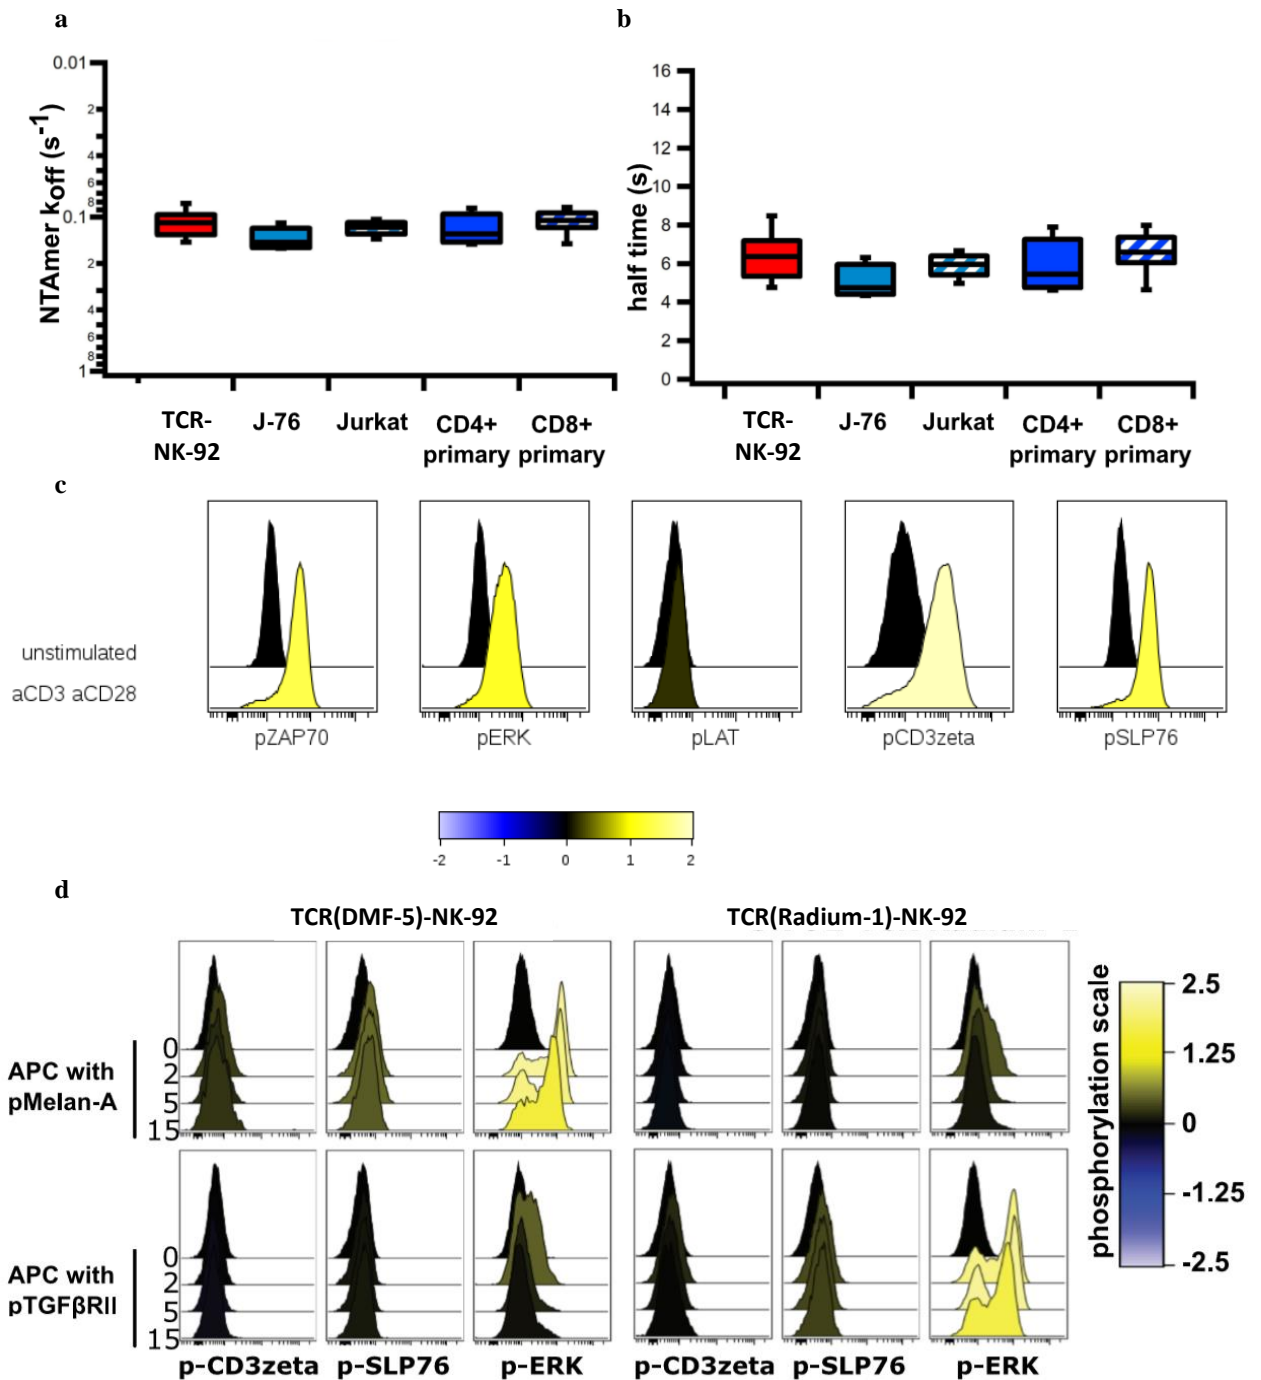 a
b
0.01
2
4
6
8
0.1
2
4
6
8
1
NTAmer koff (s-1)
TCR-
NK-92
J-76
Jurkat
CD4+
primary
CD8+
primary
16
14
12
10
8
6
4
2
0
half time (s)
TCR-
NK-92
J-76
Jurkat
CD4+
primary
CD8+
primary
c
unstimulated
aCD3 aCD28
pZAP70
pERK
pLAT
pCD3zeta
pSLP76
-2
-1
0
1
2
d
TCR(DMF-5)-NK-92
TCR(Radium-1)-NK-92
APC with
pMelan-A
0
2
5
15
APC with
pTGFβRII
0
2
5
15
p-CD3zeta
p-SLP76
p-ERK
p-CD3zeta
p-SLP76
p-ERK
phosphorylation scale
2.5
1.25
0
-1.25
-2.5